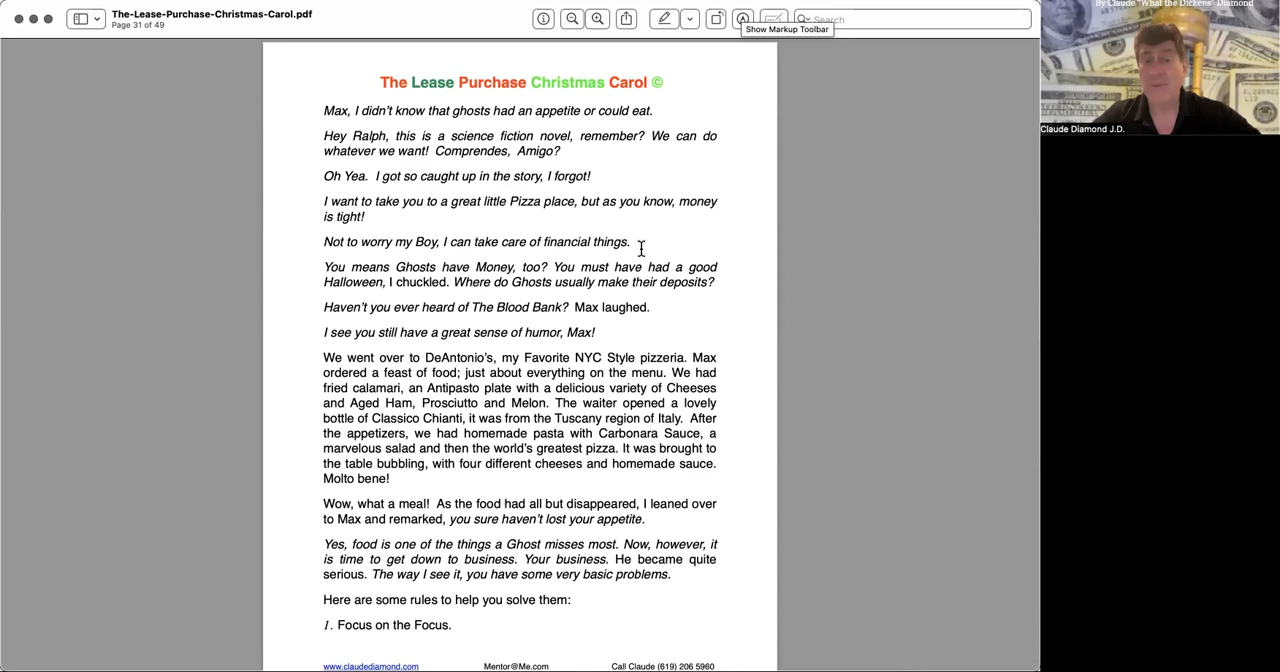 The-Lease-Purchase-Christmas-Carol.pdf
Page 31 of 49
Search
Show Markup Toolbar
By Claude "What the Dickens" Diamond
Claude Diamond J.D.
The Lease Purchase Christmas Carol ©
Max, I didn't know that ghosts had an appetite or could eat.
Hey Ralph, this is a science fiction novel, remember? We can do
whatever we want! Comprendes, Amigo?
Oh Yea. I got so caught up in the story, I forgot!
I want to take you to a great little Pizza place, but as you know, money
is tight!
Not to worry my Boy, I can take care of financial things.
You means Ghosts have Money, too? You must have had a good
Halloween, I chuckled. Where do Ghosts usually make their deposits?
Haven't you ever heard of The Blood Bank? Max laughed.
I see you still have a great sense of humor, Max!
We went over to DeAntonio's, my Favorite NYC Style pizzeria. Max
ordered a feast of food; just about everything on the menu. We had
fried calamari, an Antipasto plate with a delicious variety of Cheeses
and Aged Ham, Prosciutto and Melon. The waiter opened a lovely
bottle of Classico Chianti, it was from the Tuscany region of Italy. After
the appetizers, we had homemade pasta with Carbonara Sauce, a
marvelous salad and then the world's greatest pizza. It was brought to
the table bubbling, with four different cheeses and homemade sauce.
Molto bene!
Wow, what a meal! As the food had all but disappeared, I leaned over
to Max and remarked, you sure haven't lost your appetite.
Yes, food is one of the things a Ghost misses most. Now, however, it
is time to get down to business. Your business. He became quite
serious. The way I see it, you have some very basic problems.
Here are some rules to help you solve them:
1. Focus on the Focus.
www.claudediamond.com Mentor@Me.com Call Claude (619) 206 5960